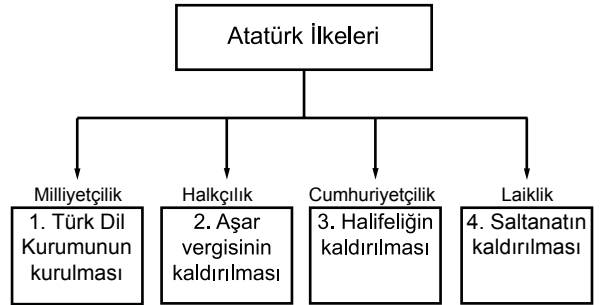 Atatürk İlkeleri
Milliyetçilik
1. Türk Dil
Kurumunun
kurulması
Halkçılık
2. Aşar
vergisinin
kaldırılması
Cumhuriyetçilik
3. Halifeliğin
kaldırılması
Laiklik
4. Saltanatın
kaldırılması